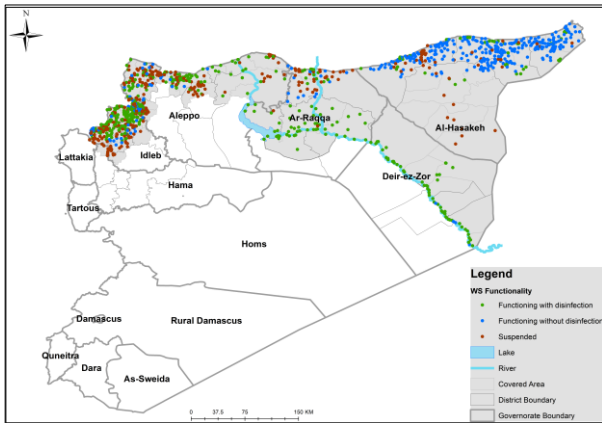 N
Aleppo
Ar-Raqqa
Al-Hasakeh
Lattakia
Idleb
Deir-ez-Zor
Hama
Tartous
Homs
Damascus
Rural Damascus
Quneitra
Dara
As-Sweida
0 37.5 75 150 KM
Legend
WS Functionality
Functioning with disinfection
Functioning without disinfection
Suspended
Lake
River
Covered Area
District Boundary
Governorate Boundary